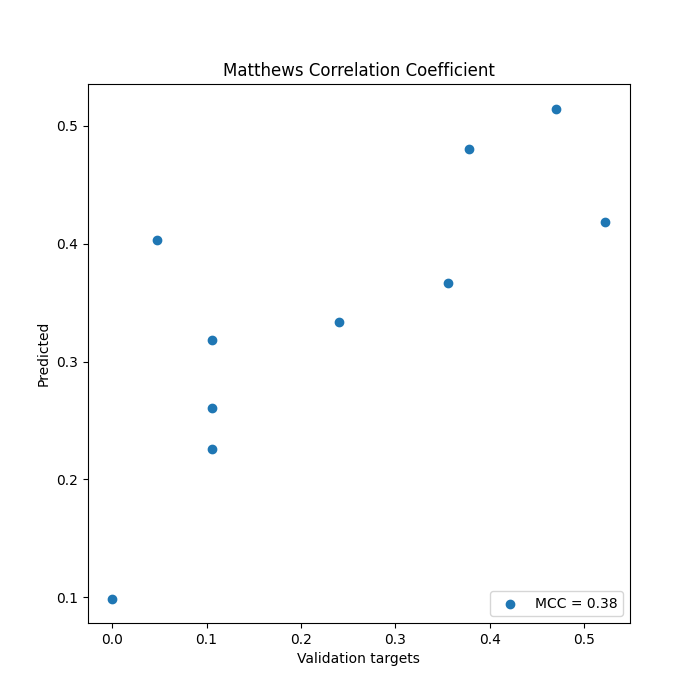 Matthews Correlation Coefficient
Predicted
0.5
0.4
0.3
0.2
0.1
MCC = 0.38
0.0 0.1 0.2 0.3 0.4 0.5
Validation targets